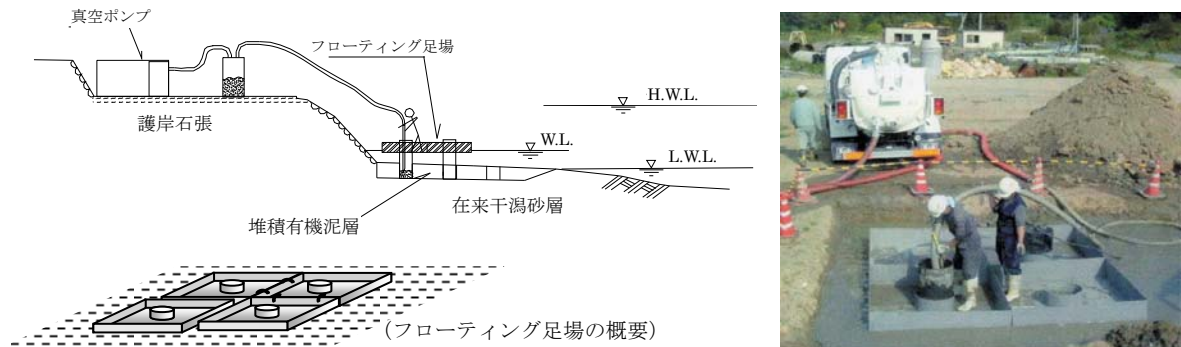 真空ポンプ
フローティング足場
H.W.L.
護岸石張
W.L.
L.W.L.
堆積有機泥層
在来干潟砂層
(フローティング足場の概要)